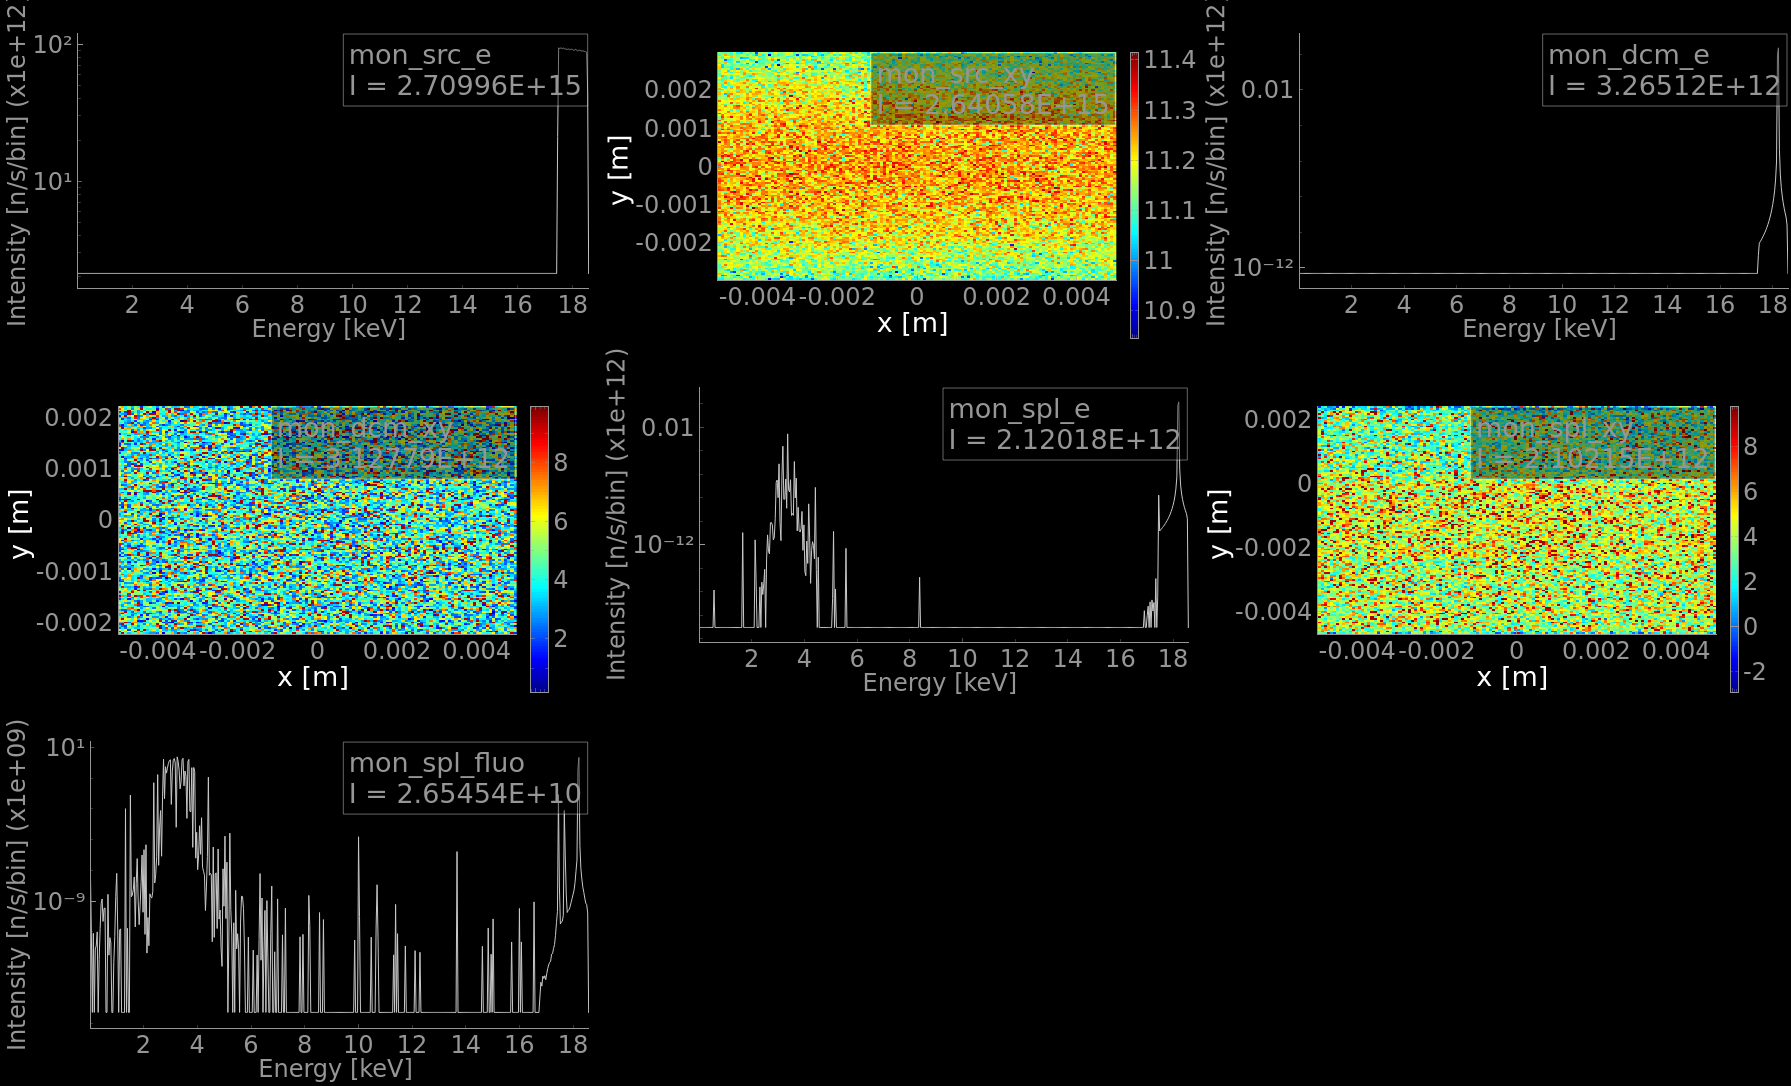 Intensity [n/s/bin] (x1e+12)
10²
10¹
mon_src_e
I = 2.70996E+15
2 4 6 8 10 12 14 16 18
Energy [keV]
y [m]
0.002
0.001
0
-0.001
-0.002
mon_src_xy
I = 2.64058E+15
-0.004 -0.002 0 0.002 0.004
x [m]
11.4
11.3
11.2
11.1
11
10.9
Intensity [n/s/bin] (x1e+12)
0.01
10⁻¹²
mon_dcm_e
I = 3.26512E+12
2 4 6 8 10 12 14 16 18
Energy [keV]
y [m]
0.002
0.001
0
-0.001
-0.002
mon_dcm_xy
I = 3.12779E+12
-0.004 -0.002 0 0.002 0.004
x [m]
8
6
4
2
Intensity [n/s/bin] (x1e+12)
0.01
10⁻¹²
mon_spl_e
I = 2.12018E+12
2 4 6 8 10 12 14 16 18
Energy [keV]
y [m]
0.002
0
-0.002
-0.004
mon_spl_xy
I = 2.10215E+12
-0.004 -0.002 0 0.002 0.004
x [m]
8
6
4
2
0
-2
Intensity [n/s/bin] (x1e+09)
10¹
10⁻⁹
mon_spl_fluo
I = 2.65454E+10
2 4 6 8 10 12 14 16 18
Energy [keV]